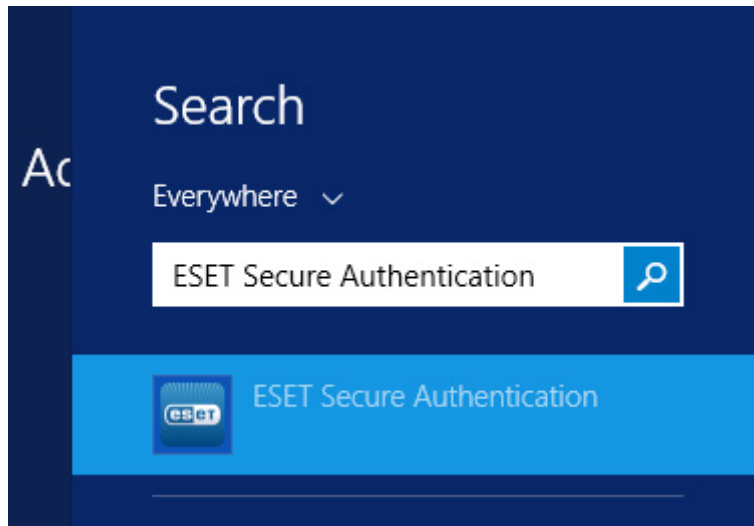 Search
Ac
Everywhere
ESET Secure Authentication
eseT
ESET Secure Authentication